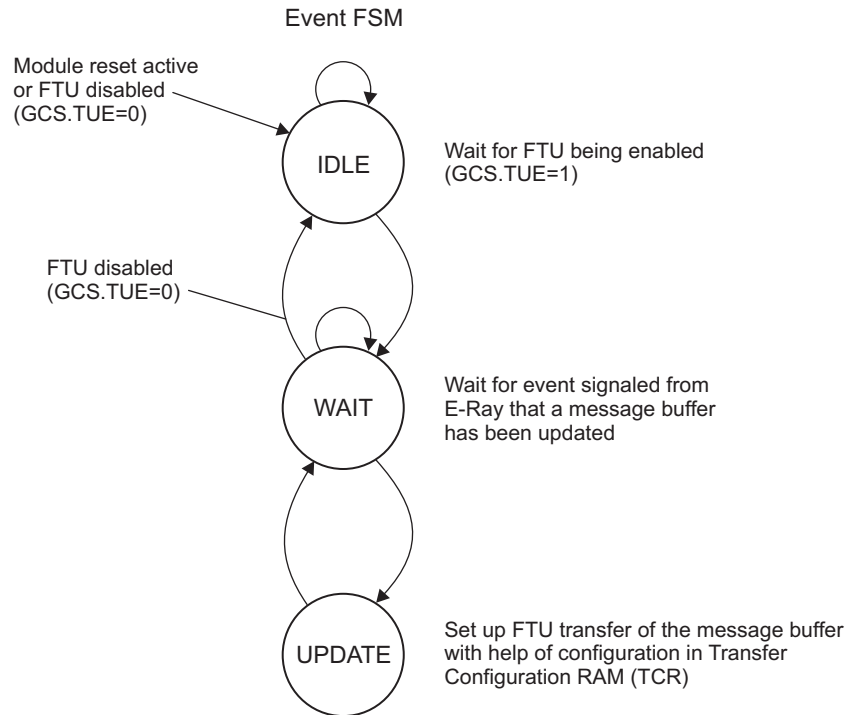 Event FSM
Module reset active
or FTU disabled
(GCS.TUE=0)
IDLE
Wait for FTU being enabled
(GCS.TUE=1)
FTU disabled
(GCS.TUE=0)
WAIT
Wait for event signaled from
E-Ray that a message buffer
has been updated
UPDATE
Set up FTU transfer of the message buffer
with help of configuration in Transfer
Configuration RAM (TCR)